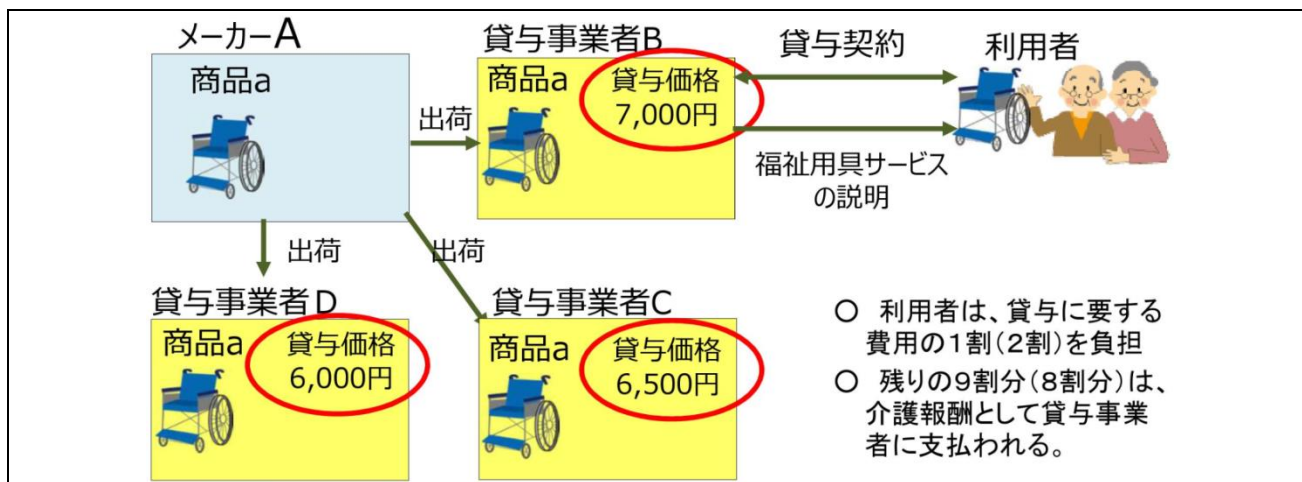 メーカーA
商品a
出荷
貸与事業者B
商品a
貸与価格
7,000円
貸与契約
利用者
福祉用具サービス
の説明
出荷
出荷
貸与事業者D
商品a
貸与価格
6,000円
貸与事業者C
商品a
貸与価格
6,500円
○ 利用者は、貸与に要する
費用の1割(2割)を負担
○ 残りの9割分(8割分)は、
介護報酬として貸与事業
者に支払われる。